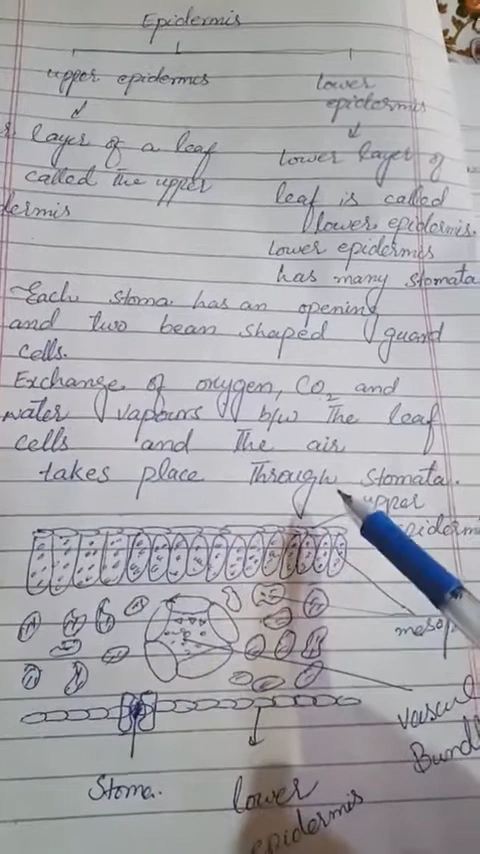 Epidermis
upper epidermis
layer of a leaf
called the upper
dermis
lower
epidermis
lower layer of
leaf is called
lower epidermis.
lower epidermis
has many stomata
Each stoma has an opening
and two bean shaped guard
cells.
Exchange of oxygen, CO₂ and
water vapours b/w The leaf
cells and The air
takes place Through stomata.
upper
epidermi
mesop
vascul
Bundl
Stoma.
lower
epidermis